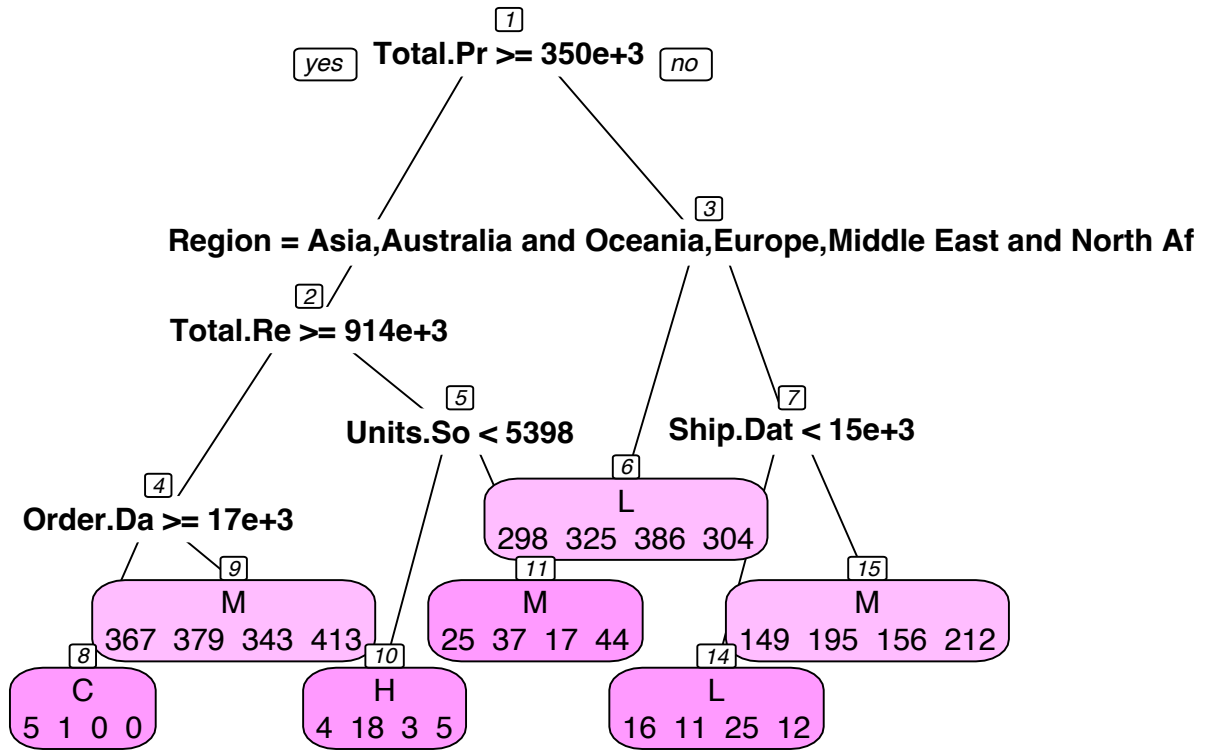 1
yes Total.Pr >= 350e+3 no
3
Region = Asia,Australia and Oceania,Europe,Middle East and North Af
2
Total.Re >= 914e+3
5
7
Units.So < 5398
Ship.Dat < 15e+3
6
L
298 325 386 304
4
Order.Da >= 17e+3
9
M
367 379 343 413
11
M
25 37 17 44
15
M
149 195 156 212
8
C
5 1 0 0
10
H
4 18 3 5
14
L
16 11 25 12